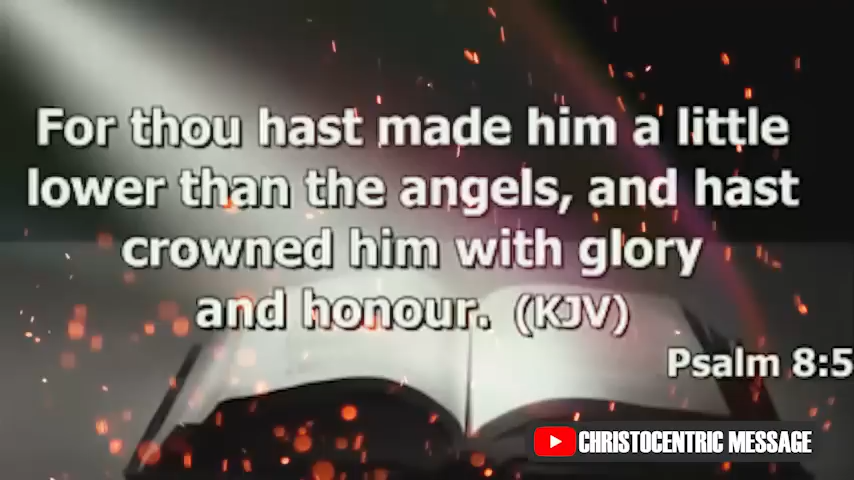 For thou hast made him a little
lower than the angels, and hast
crowned him with glory
and honour. (KJV)
Psalm 8:5
CHRISTOCENTRIC MESSAGE